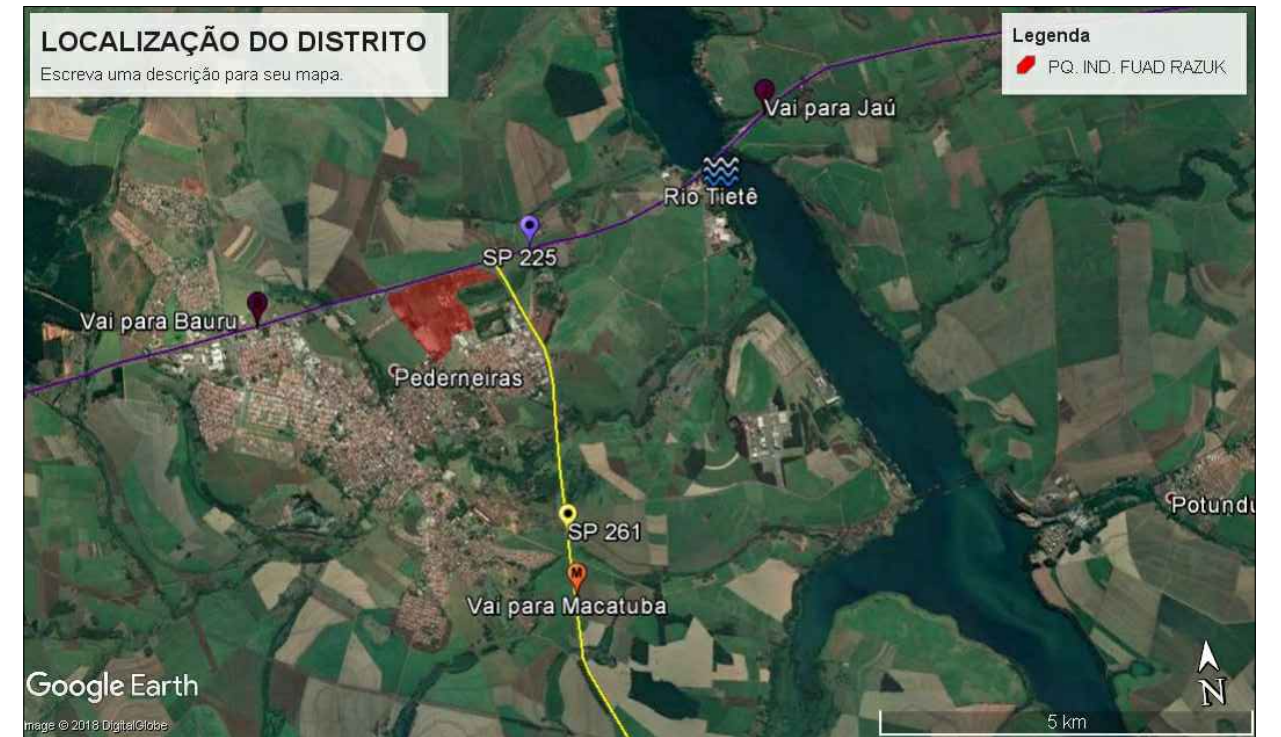 LOCALIZAÇÃO DO DISTRITO
Escreva uma descrição para seu mapa.
Legenda
PQ. IND. FUAD RAZUK
Vai para Jaú
Rio Tietê
SP 225
Vai para Bauru
Pederneiras
Potundu
SP 261
M
Vai para Macatuba
Google Earth
N
mage © 2018 DigitalGlobe
5 km